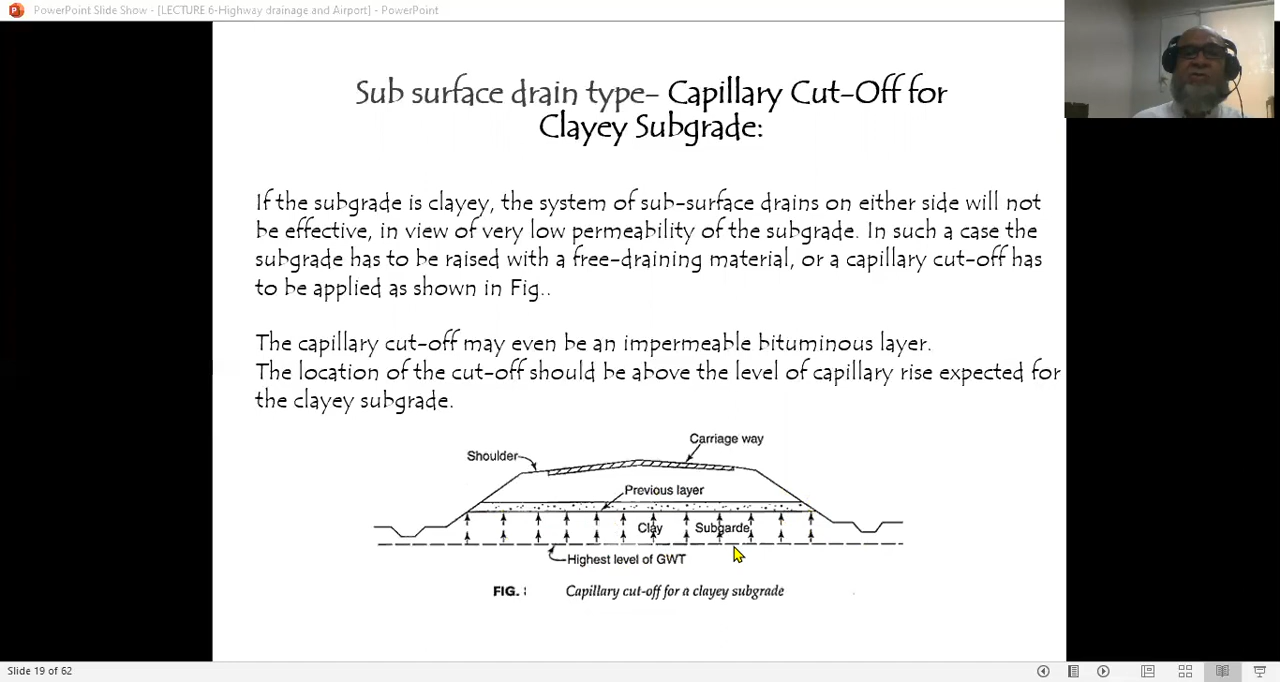 PowerPoint Slide Show - [LECTURE 6-Highway drainage and Airport] - PowerPoint
Sub surface drain type- Capillary Cut-Off for
Clayey Subgrade:
If the subgrade is clayey, the system of sub-surface drains on either side will not
be effective, in view of very low permeability of the subgrade. In such a case the
subgrade has to be raised with a free-draining material, or a capillary cut-off has
to be applied as shown in Fig..
The capillary cut-off may even be an impermeable bituminous layer.
The location of the cut-off should be above the level of capillary rise expected for
the clayey subgrade.
Carriage way
Shoulder
Previous layer
Clay Subgarde
Highest level of GWT
FIG. : Capillary cut-off for a clayey subgrade
Slide 19 of 62